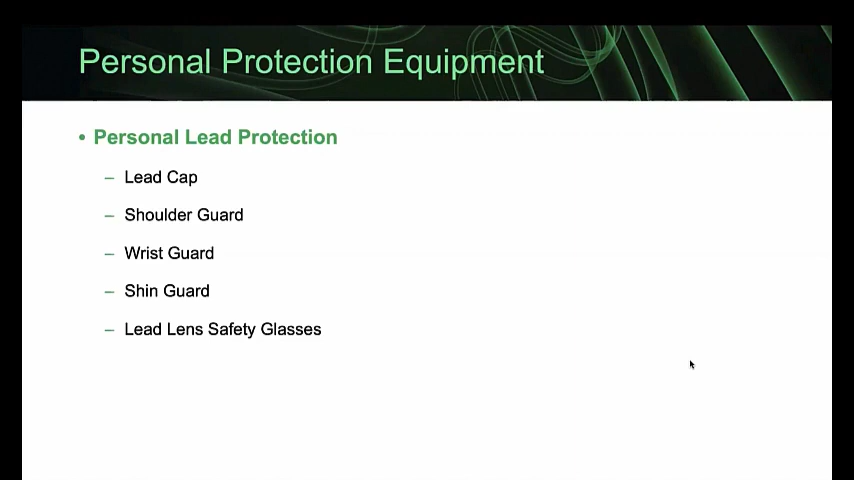 Personal Protection Equipment
• Personal Lead Protection
– Lead Cap
– Shoulder Guard
– Wrist Guard
– Shin Guard
– Lead Lens Safety Glasses